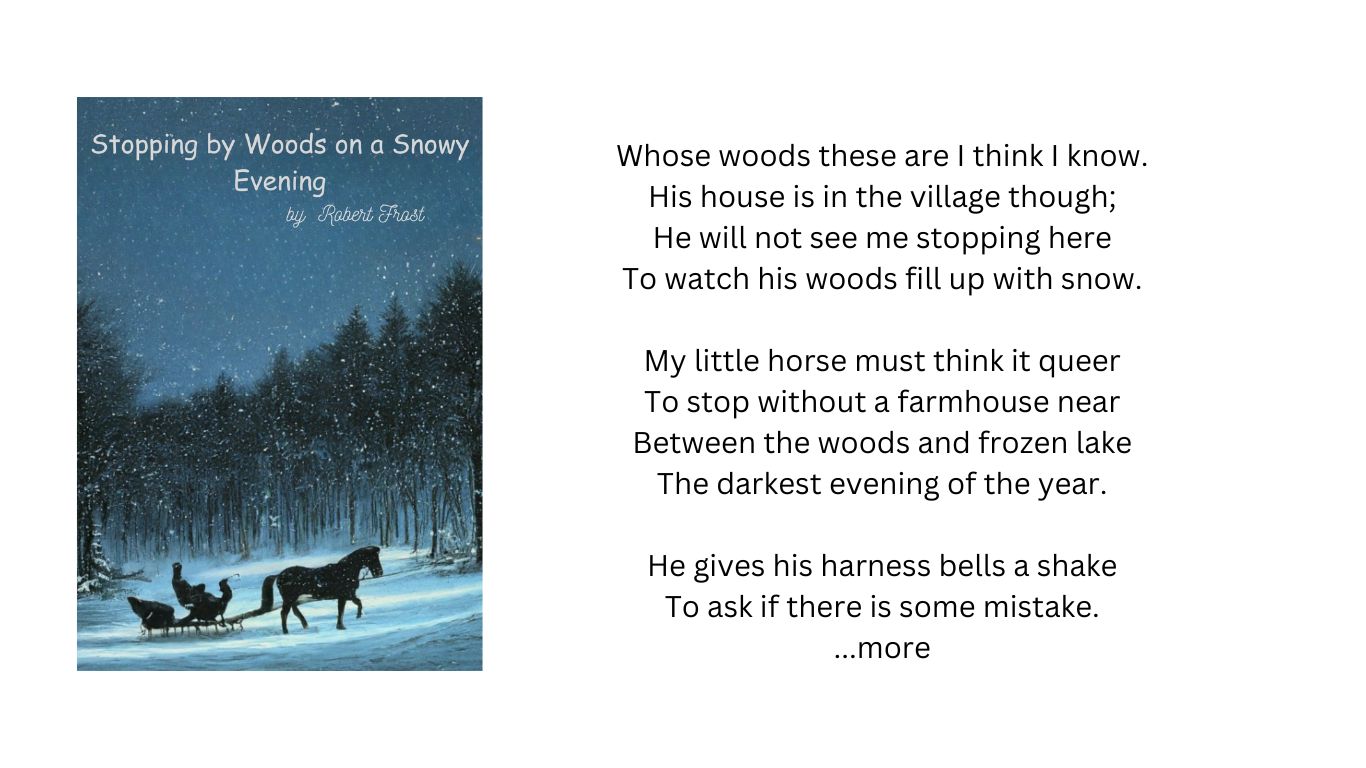 Stopping by Woods on a Snowy
Evening
by Robert Frost
Whose woods these are I think I know.
His house is in the village though;
He will not see me stopping here
To watch his woods fill up with snow.
My little horse must think it queer
To stop without a farmhouse near
Between the woods and frozen lake
The darkest evening of the year.
He gives his harness bells a shake
To ask if there is some mistake.
...more